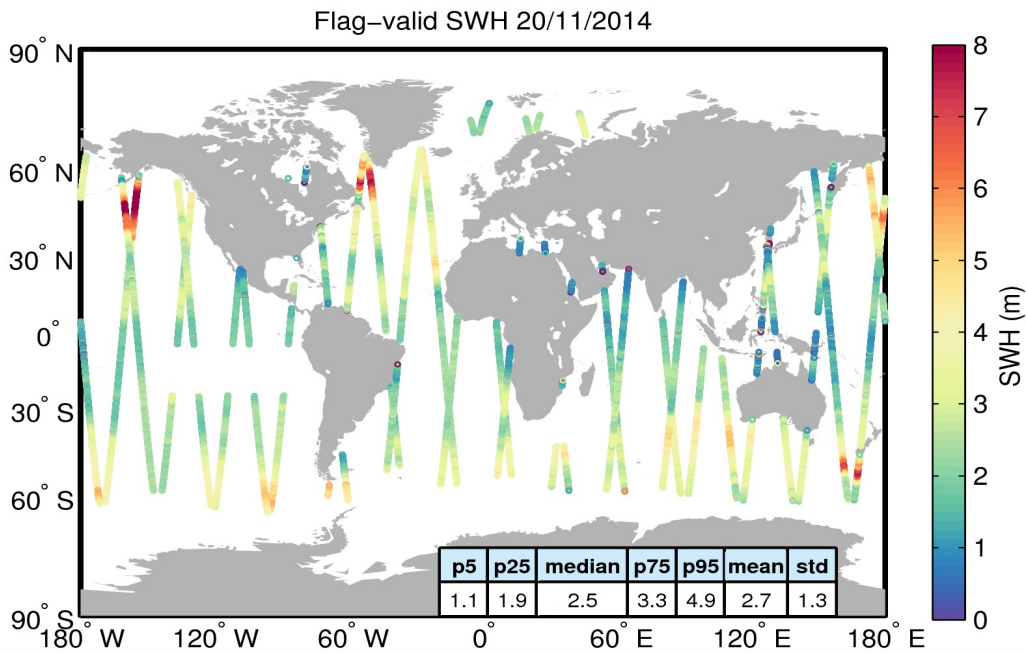 Flag−valid SWH 20/11/2014
90° N
60° N
30° N
0°
30° S
60° S
90° S
180° W
120° W
60° W
0°
60° E
120° E
180° E
p5 p25 median p75 p95 mean std
1.1 1.9 2.5 3.3 4.9 2.7 1.3
8
7
6
5
4
3
2
1
0
SWH (m)